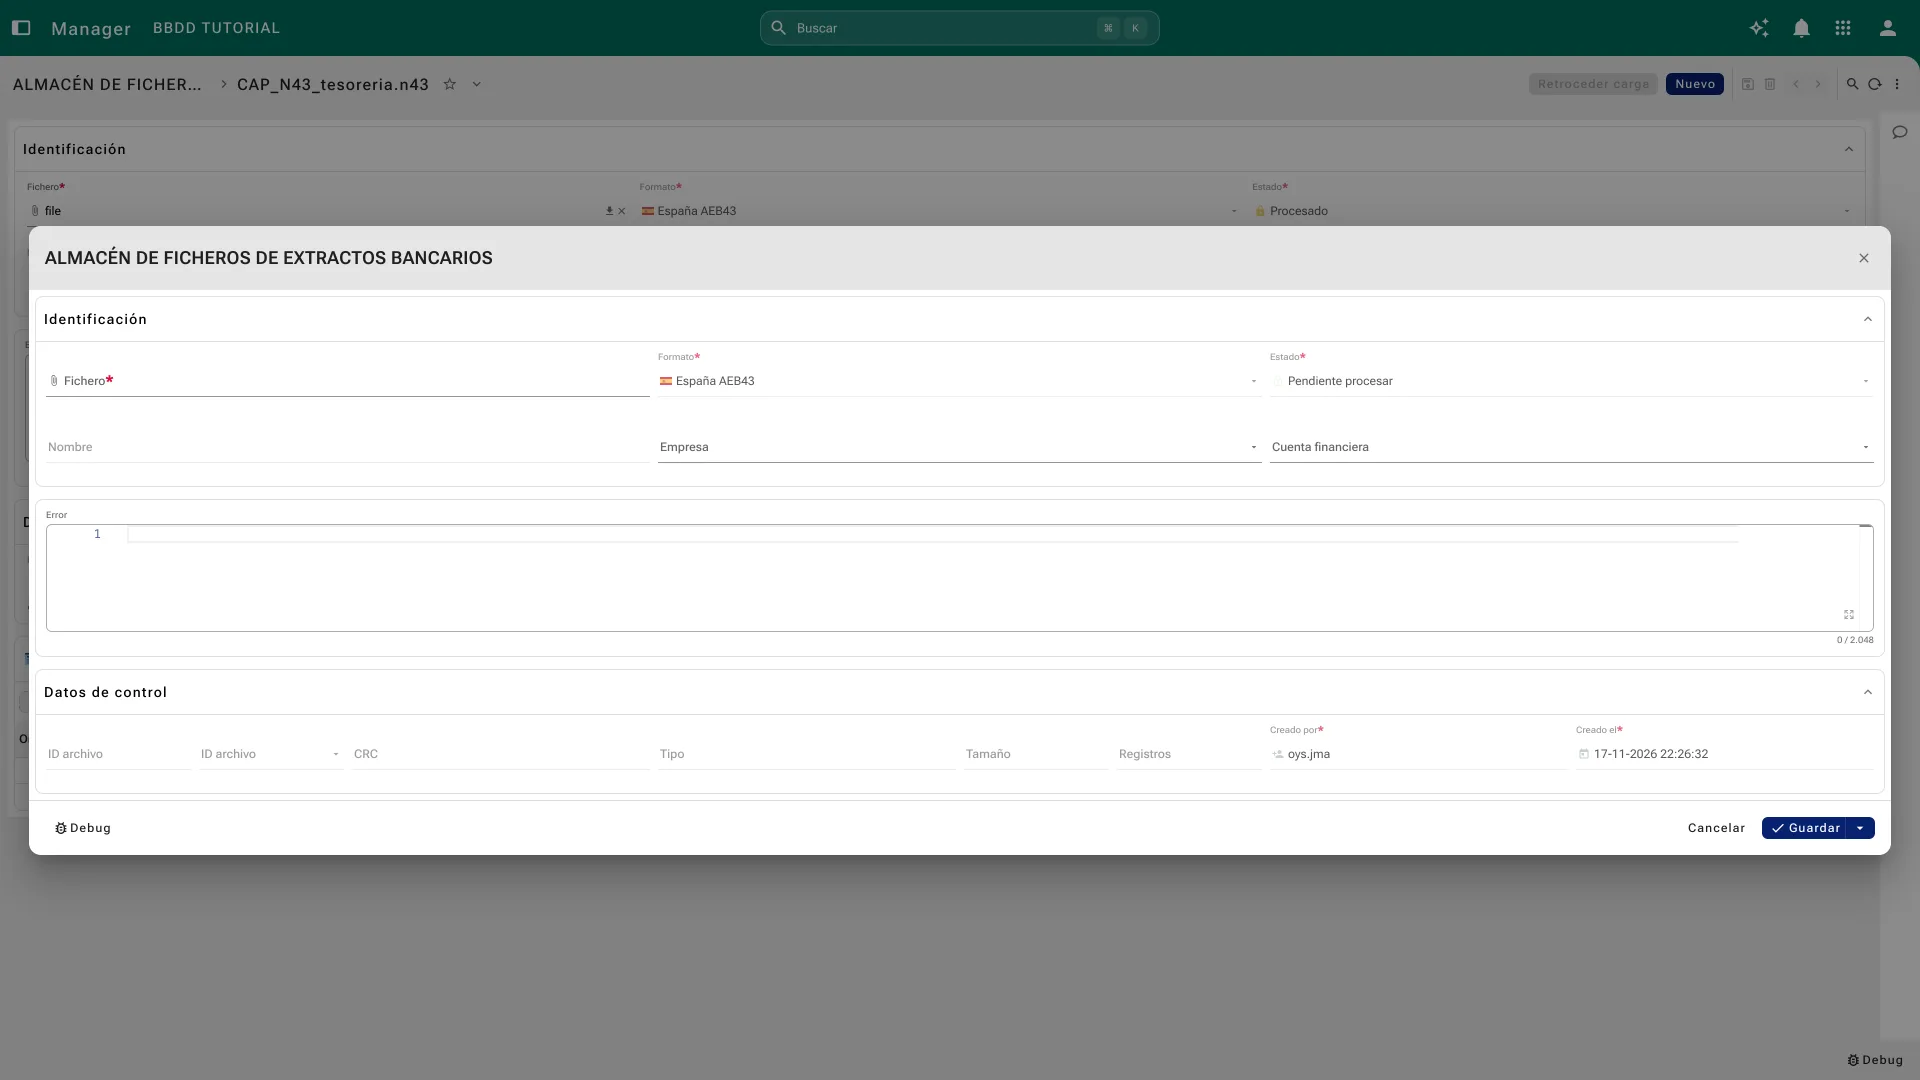 Manager BBDD TUTORIAL Buscar ⌘ K
ALMACÉN DE FICHER... > CAP_N43_tesoreria.n43 Retroceder carga Nuevo
Identificación
Fichero* Formato* Estado*
file España AEB43 Procesado
ALMACÉN DE FICHEROS DE EXTRACTOS BANCARIOS
Identificación
Formato* Estado*
Fichero* España AEB43 Pendiente procesar
Nombre Empresa Cuenta financiera
Error
1
0 / 2.048
Datos de control
Creado por* Creado el*
ID archivo ID archivo CRC Tipo Tamaño Registros oys.jma 17-11-2026 22:26:32
Debug Cancelar Guardar
Debug